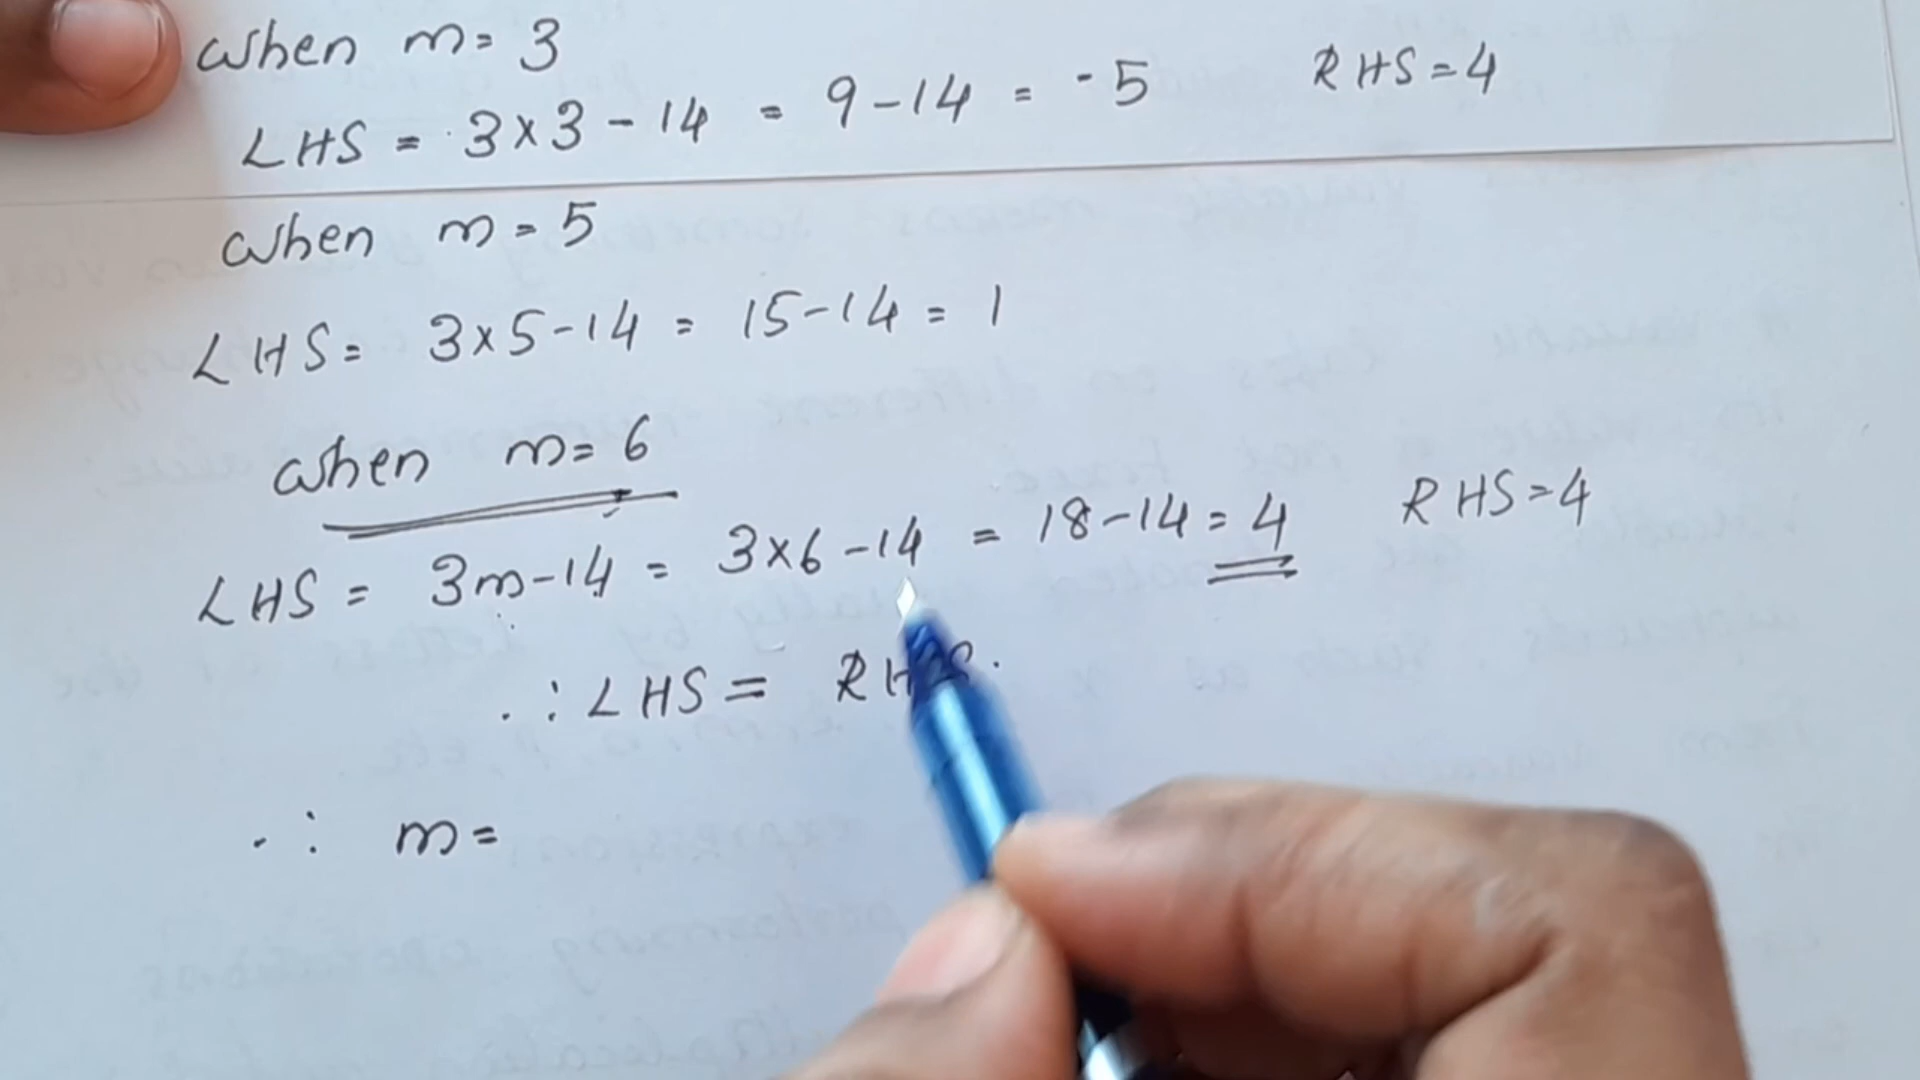 When m = 3
LHS = 3×3 - 14 = 9 - 14 = -5 RHS = 4
When m = 5
LHS = 3×5 - 14 = 15 - 14 = 1
When m = 6
LHS = 3m - 14 = 3×6 - 14 = 18 - 14 = 4 RHS = 4
∴ LHS = RHS.
∴ m =